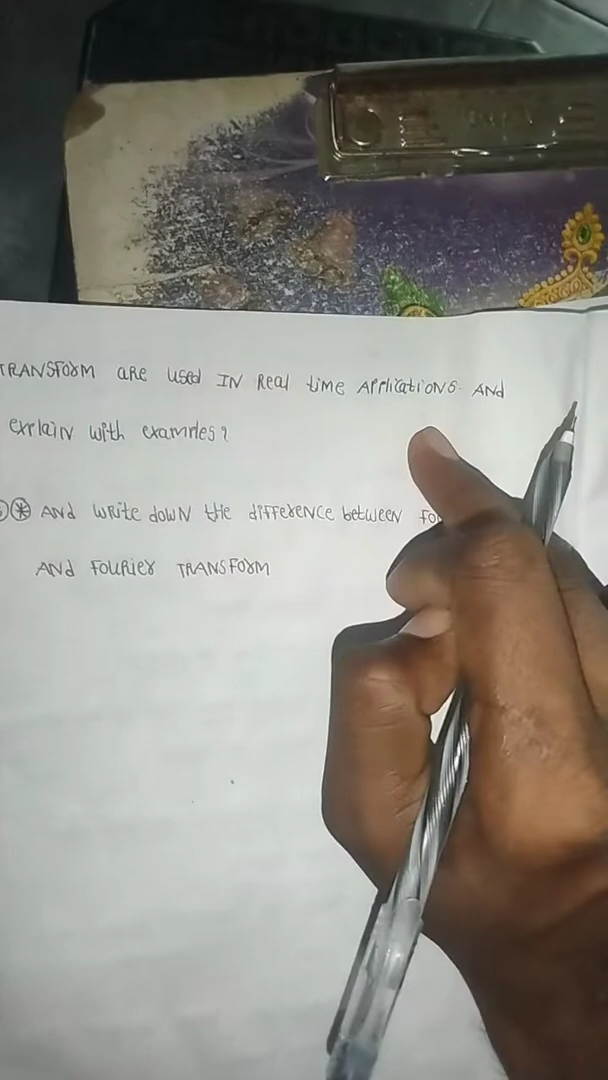 TRANSFORM are used IN Real time Applications. And
explain with examples?
* And write down the difference between
And Fourier TRANSFORM